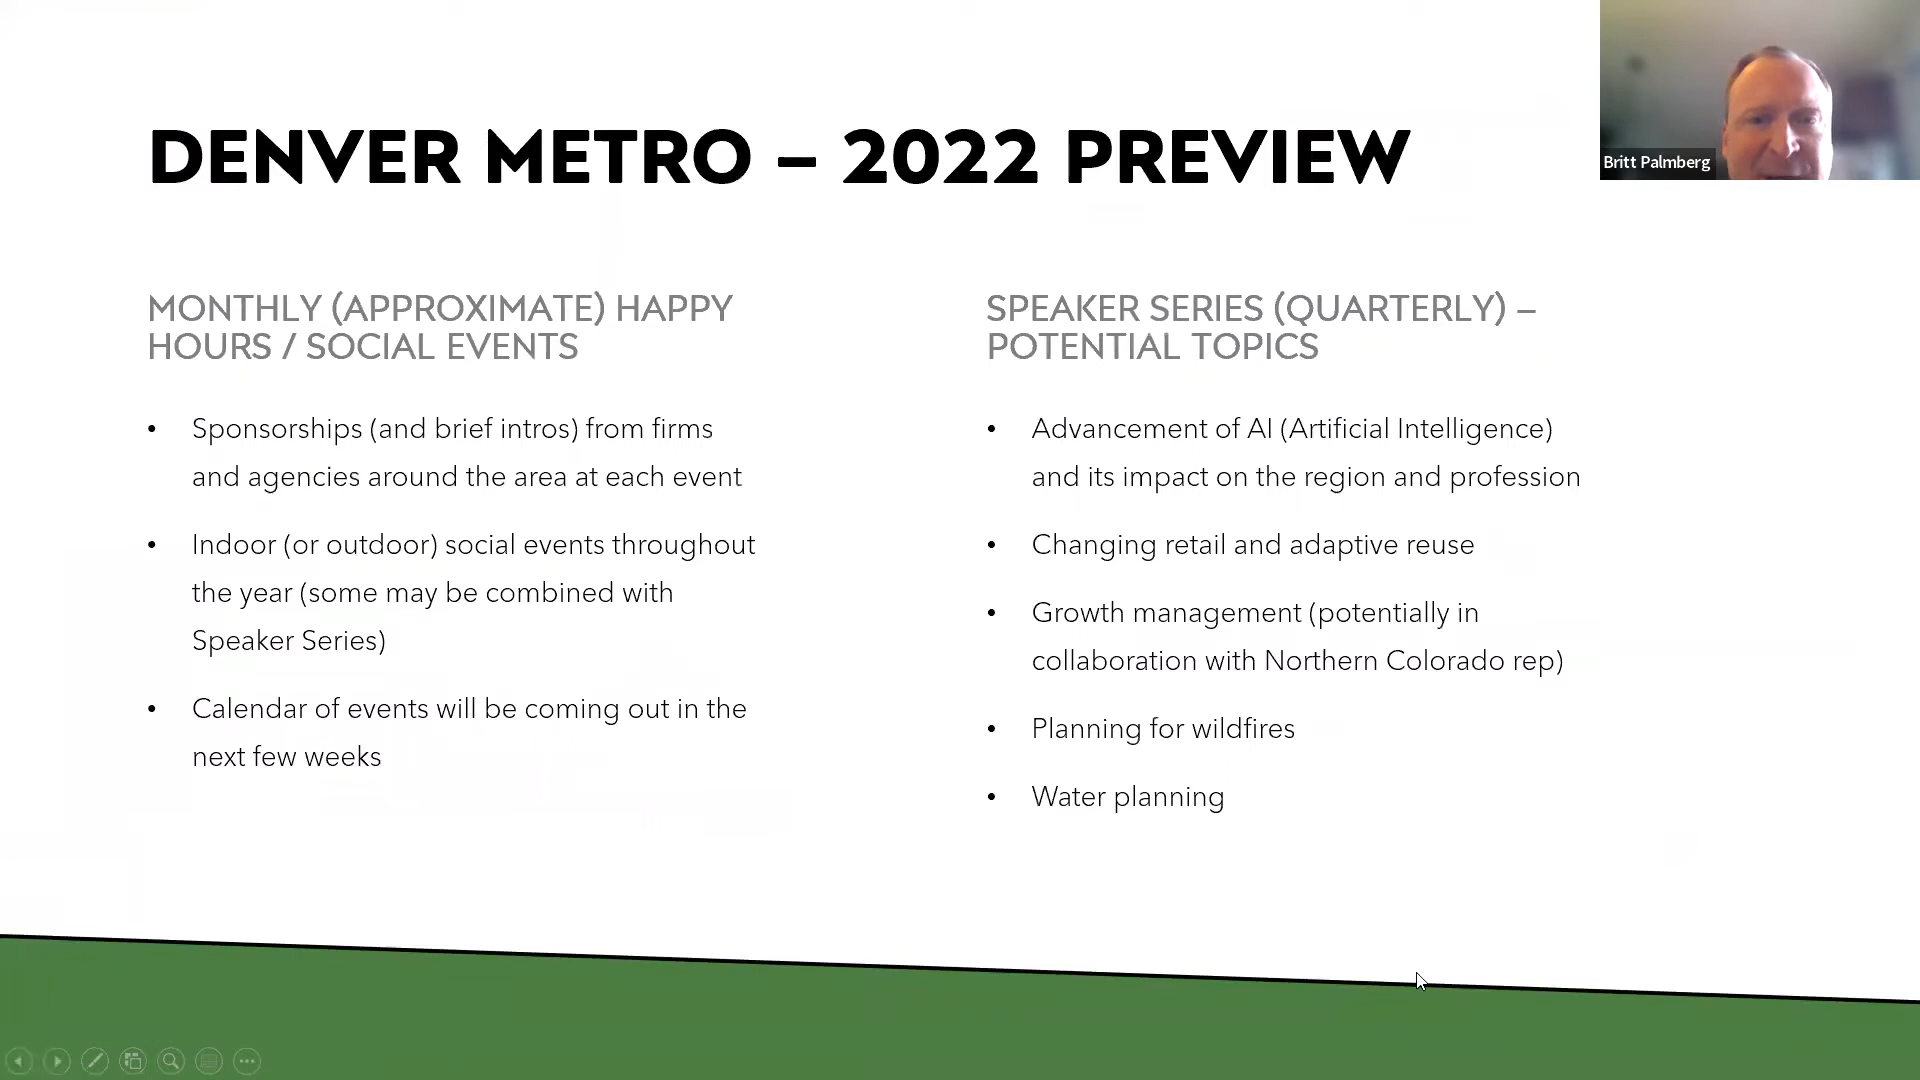 DENVER METRO – 2022 PREVIEW
Britt Palmberg
MONTHLY (APPROXIMATE) HAPPY
HOURS / SOCIAL EVENTS
• Sponsorships (and brief intros) from firms
and agencies around the area at each event
• Indoor (or outdoor) social events throughout
the year (some may be combined with
Speaker Series)
• Calendar of events will be coming out in the
next few weeks
SPEAKER SERIES (QUARTERLY) –
POTENTIAL TOPICS
• Advancement of AI (Artificial Intelligence)
and its impact on the region and profession
• Changing retail and adaptive reuse
• Growth management (potentially in
collaboration with Northern Colorado rep)
• Planning for wildfires
• Water planning